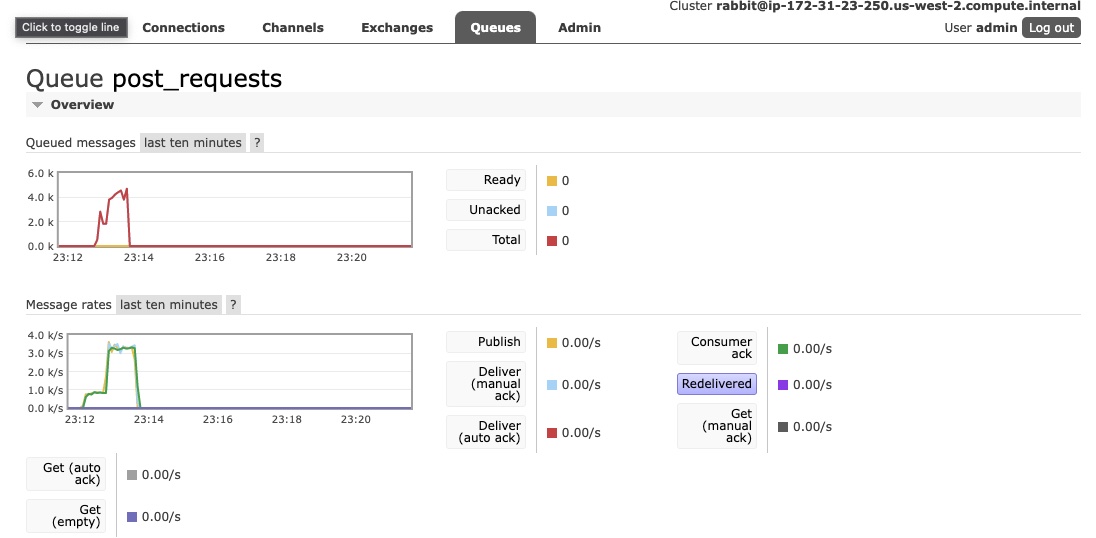 Cluster rabbit@ip-172-31-23-250.us-west-2.compute.internal
Click to toggle line
Connections
Channels
Exchanges
Queues
Admin
User admin Log out
Queue post_requests
Overview
Queued messages last ten minutes ?
6.0 k
4.0 k
2.0 k
0.0 k
23:12 23:14 23:16 23:18 23:20
Ready 0
Unacked 0
Total 0
Message rates last ten minutes ?
4.0 k/s
3.0 k/s
2.0 k/s
1.0 k/s
0.0 k/s
23:12 23:14 23:16 23:18 23:20
Publish 0.00/s
Deliver
(manual
ack) 0.00/s
Deliver
(auto ack) 0.00/s
Consumer
ack 0.00/s
Redelivered 0.00/s
Get
(manual
ack) 0.00/s
Get (auto
ack) 0.00/s
Get
(empty) 0.00/s